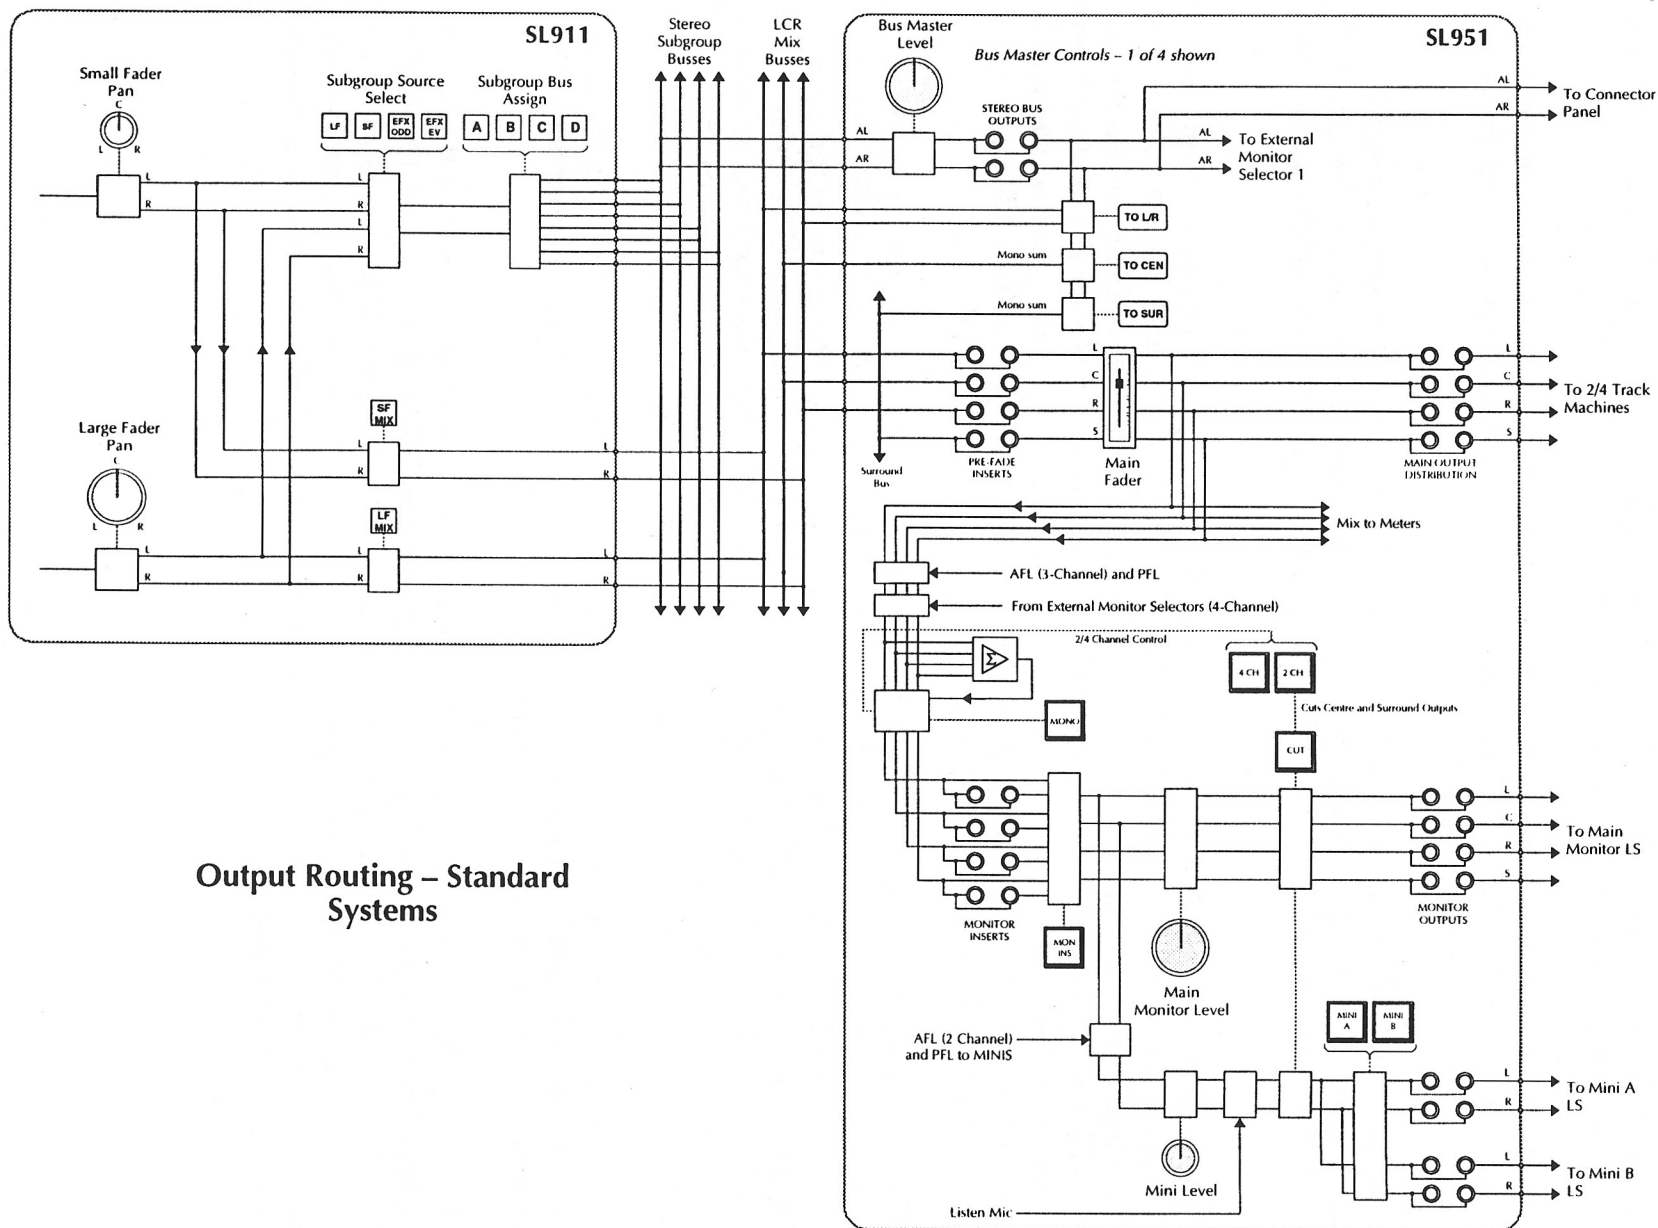 SL911
Small Fader
Pan
C
L
R
Subgroup Source
Select
LF
SF
EFX
ODD
EFX
EV
Subgroup Bus
Assign
A
B
C
D
L
R
L
R
L
R
SF
MIX
L
R
L
R
Large Fader
Pan
C
L
R
LF
MIX
L
R
L
R
L
R
Stereo
Subgroup
Busses
LCR
Mix
Busses
Output Routing – Standard
Systems
SL951
Bus Master
Level
Bus Master Controls – 1 of 4 shown
STEREO BUS
OUTPUTS
AL
AR
AL
AR
To Connector
Panel
AL
AR
To External
Monitor
Selector 1
TO L/R
Mono sum
TO CEN
Mono sum
TO SUR
Surround
Bus
PRE-FADE
INSERTS
L
C
R
S
Main
Fader
MAIN OUTPUT
DISTRIBUTION
L
C
R
S
To 2/4 Track
Machines
Mix to Meters
AFL (3-Channel) and PFL
From External Monitor Selectors (4-Channel)
2/4 Channel Control
Σ
4 CH
2 CH
Cuts Centre and Surround Outputs
MONO
CUT
MONITOR
INSERTS
MON
INS
Main
Monitor Level
MONITOR
OUTPUTS
L
C
R
S
To Main
Monitor LS
AFL (2 Channel)
and PFL to MINIS
MINI
A
MINI
B
Mini Level
Listen Mic
L
R
To Mini A
LS
L
R
To Mini B
LS